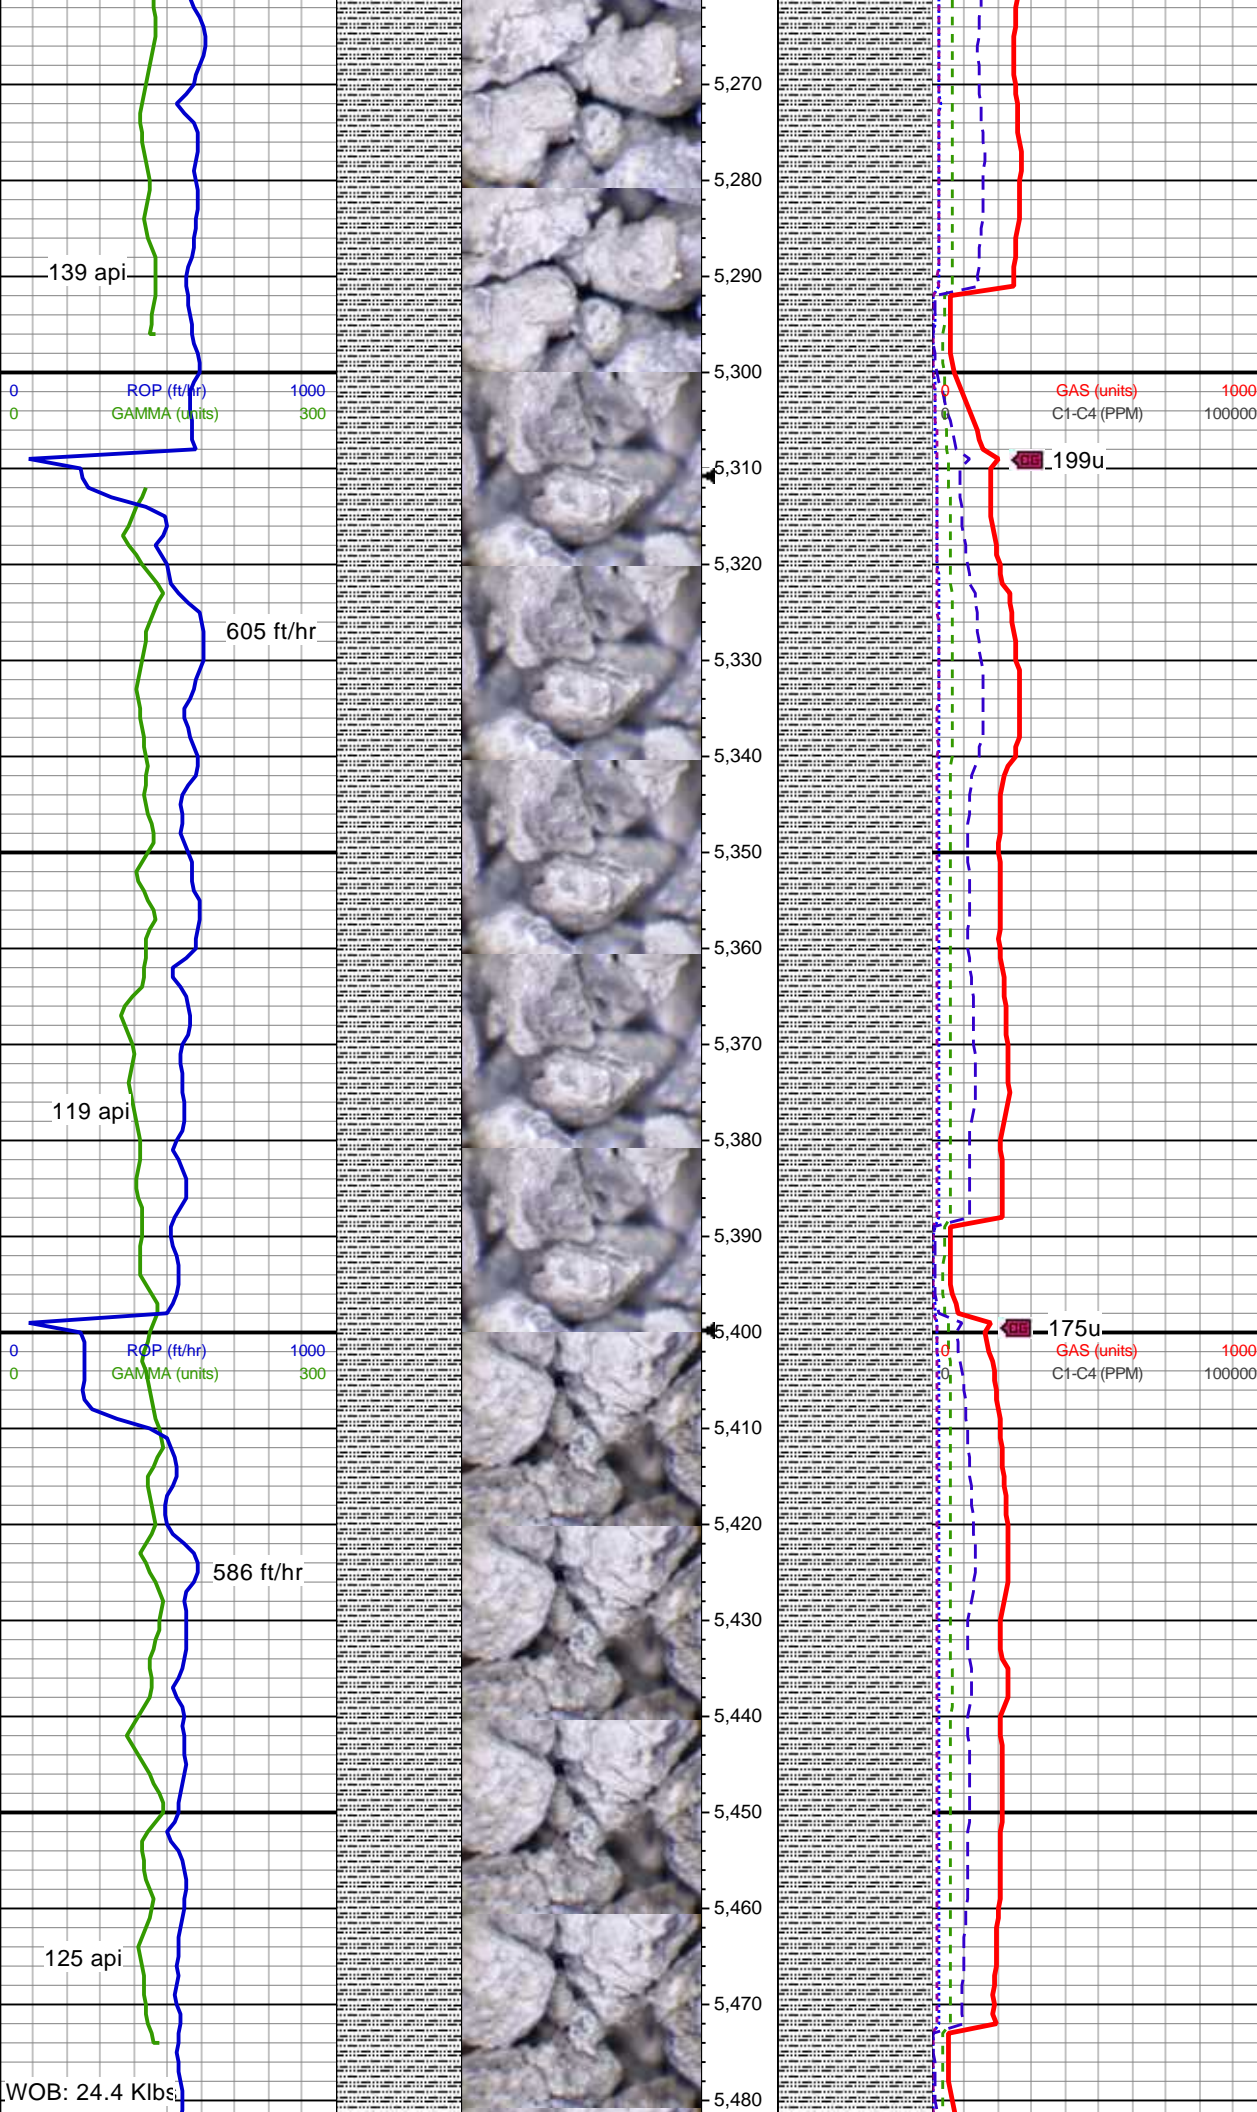 5,270
5,280
139 api
5,290
5,300
0 ROP (ft/hr) 1000
0 GAMMA (units) 300
0 GAS (units) 1000
0 C1-C4 (PPM) 100000
CG 199u
5,310
5,320
605 ft/hr
5,330
5,340
5,350
5,360
5,370
119 api
5,380
5,390
CG 175u
5,400
0 ROP (ft/hr) 1000
0 GAMMA (units) 300
0 GAS (units) 1000
0 C1-C4 (PPM) 100000
5,410
5,420
586 ft/hr
5,430
5,440
5,450
5,460
125 api
5,470
WOB: 24.4 Klbs
5,480